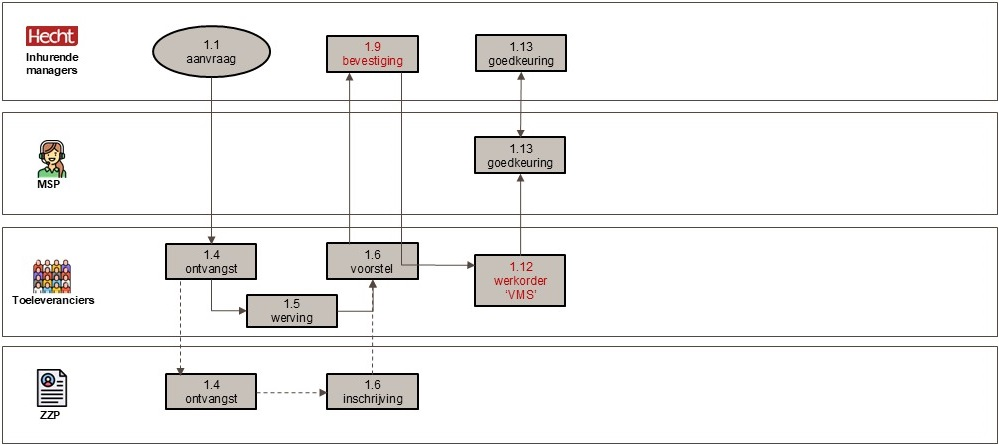 Hecht
Inhurende
managers
1.1
aanvraag
1.9
bevestiging
1.13
goedkeuring
MSP
1.13
goedkeuring
Toeleveranciers
1.4
ontvangst
1.5
werving
1.6
voorstel
1.12
werkorder
'VMS'
ZZP
1.4
ontvangst
1.6
inschrijving